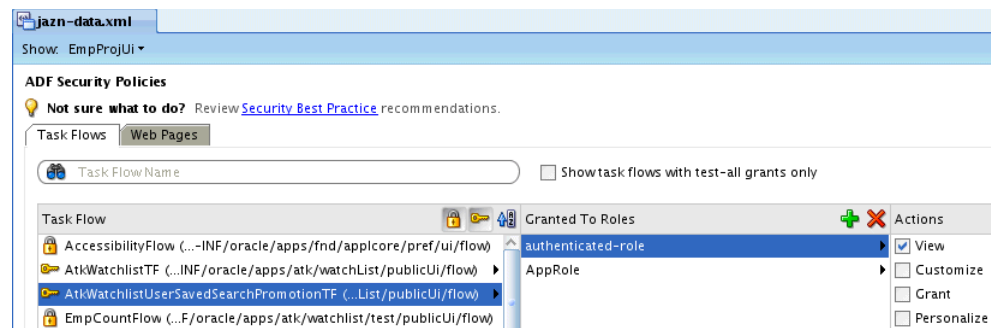 jazn-data.xml
Show: EmpProjUi
ADF Security Policies
Not sure what to do? Review Security Best Practice recommendations.
Task Flows Web Pages
Task Flow Name Show task flows with test-all grants only
Task Flow Granted To Roles Actions
AccessibilityFlow (...-INF/oracle/apps/fnd/applcore/pref/ui/flow) authenticated-role View
AtkWatchlistTF (...INF/oracle/apps/atk/watchList/publicUi/flow) AppRole Customize
AtkWatchlistUserSavedSearchPromotionTF (...List/publicUi/flow) Grant
EmpCountFlow (...F/oracle/apps/atk/watchlist/test/publicUi/flow) Personalize